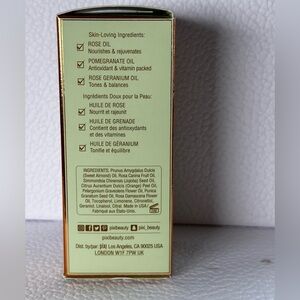 Skin-Loving Ingredients:
ROSE OIL
Nourishes & rejuvenates
POMEGRANATE OIL
Antioxidant & vitamin packed
ROSE GERANIUM OIL
Tones & balances
Ingrédients Doux pour la Peau:
HUILE DE ROSE
Nourrit et rajeunit
HUILE DE GRENADE
Contient des antioxidants
et des vitamines
HUILE DE GÉRANIUM
Tonifie et équilibre
INGREDIENTS: Prunus Amygdalus Dulcis
(Sweet Almond) Oil, Rosa Canina Fruit Oil,
Simmondsia Chinensis (Jojoba) Seed Oil,
Citrus Aurantium Dulcis (Orange) Peel Oil,
Pelargonium Graveolens Flower Oil, Punica
Granatum Seed Oil, Rosa Damascena Flower
Oil, Tocopherol, Limonene, Citronellol,
Geraniol, Linalool, Citral. Made in USA./
Fabriqué aux Etats-Unis.
pixibeauty pixi_beauty
pixibeauty.com
Dist. by/par: [pixi] Los Angeles, CA 90025 USA
LONDON W1F 7PW UK